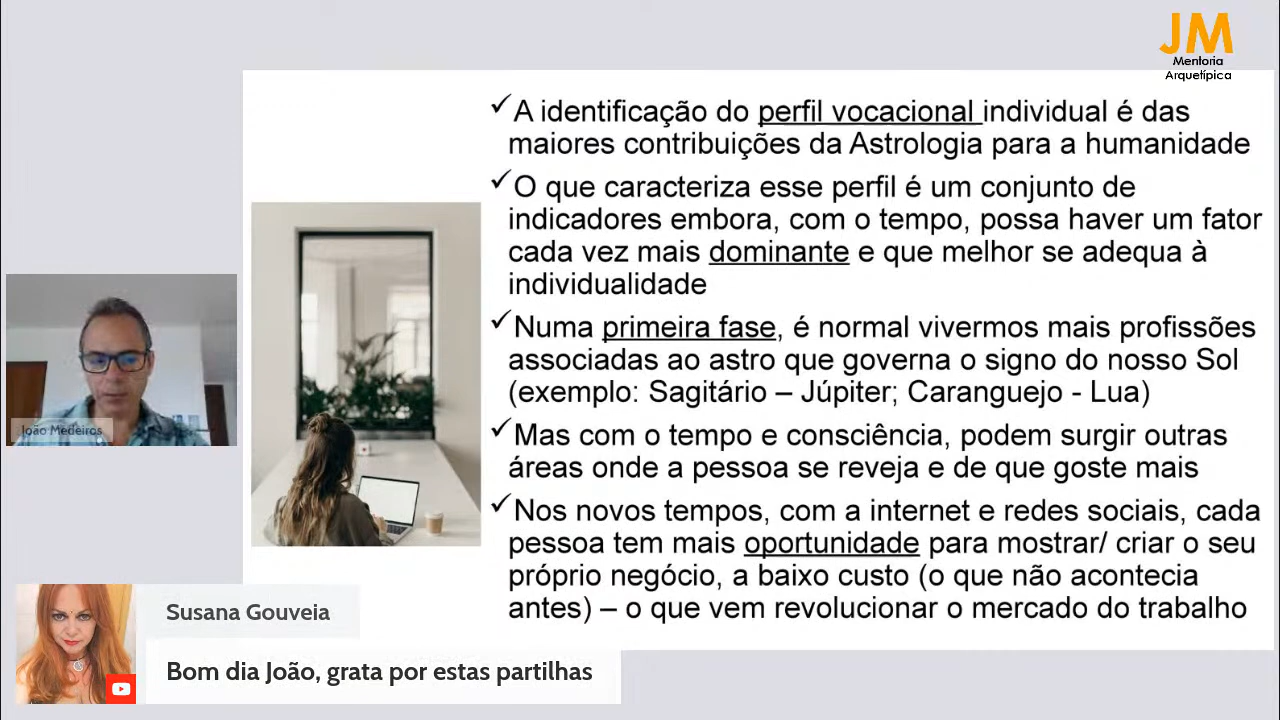 JM
Mentoria
Arquetípica
✓A identificação do perfil vocacional individual é das
maiores contribuições da Astrologia para a humanidade
✓O que caracteriza esse perfil é um conjunto de
indicadores embora, com o tempo, possa haver um fator
cada vez mais dominante e que melhor se adequa à
individualidade
✓Numa primeira fase, é normal vivermos mais profissões
associadas ao astro que governa o signo do nosso Sol
(exemplo: Sagitário – Júpiter; Caranguejo - Lua)
✓Mas com o tempo e consciência, podem surgir outras
áreas onde a pessoa se reveja e de que goste mais
✓Nos novos tempos, com a internet e redes sociais, cada
pessoa tem mais oportunidade para mostrar/ criar o seu
próprio negócio, a baixo custo (o que não acontecia
antes) – o que vem revolucionar o mercado do trabalho
João Medeiros
Susana Gouveia
Bom dia João, grata por estas partilhas